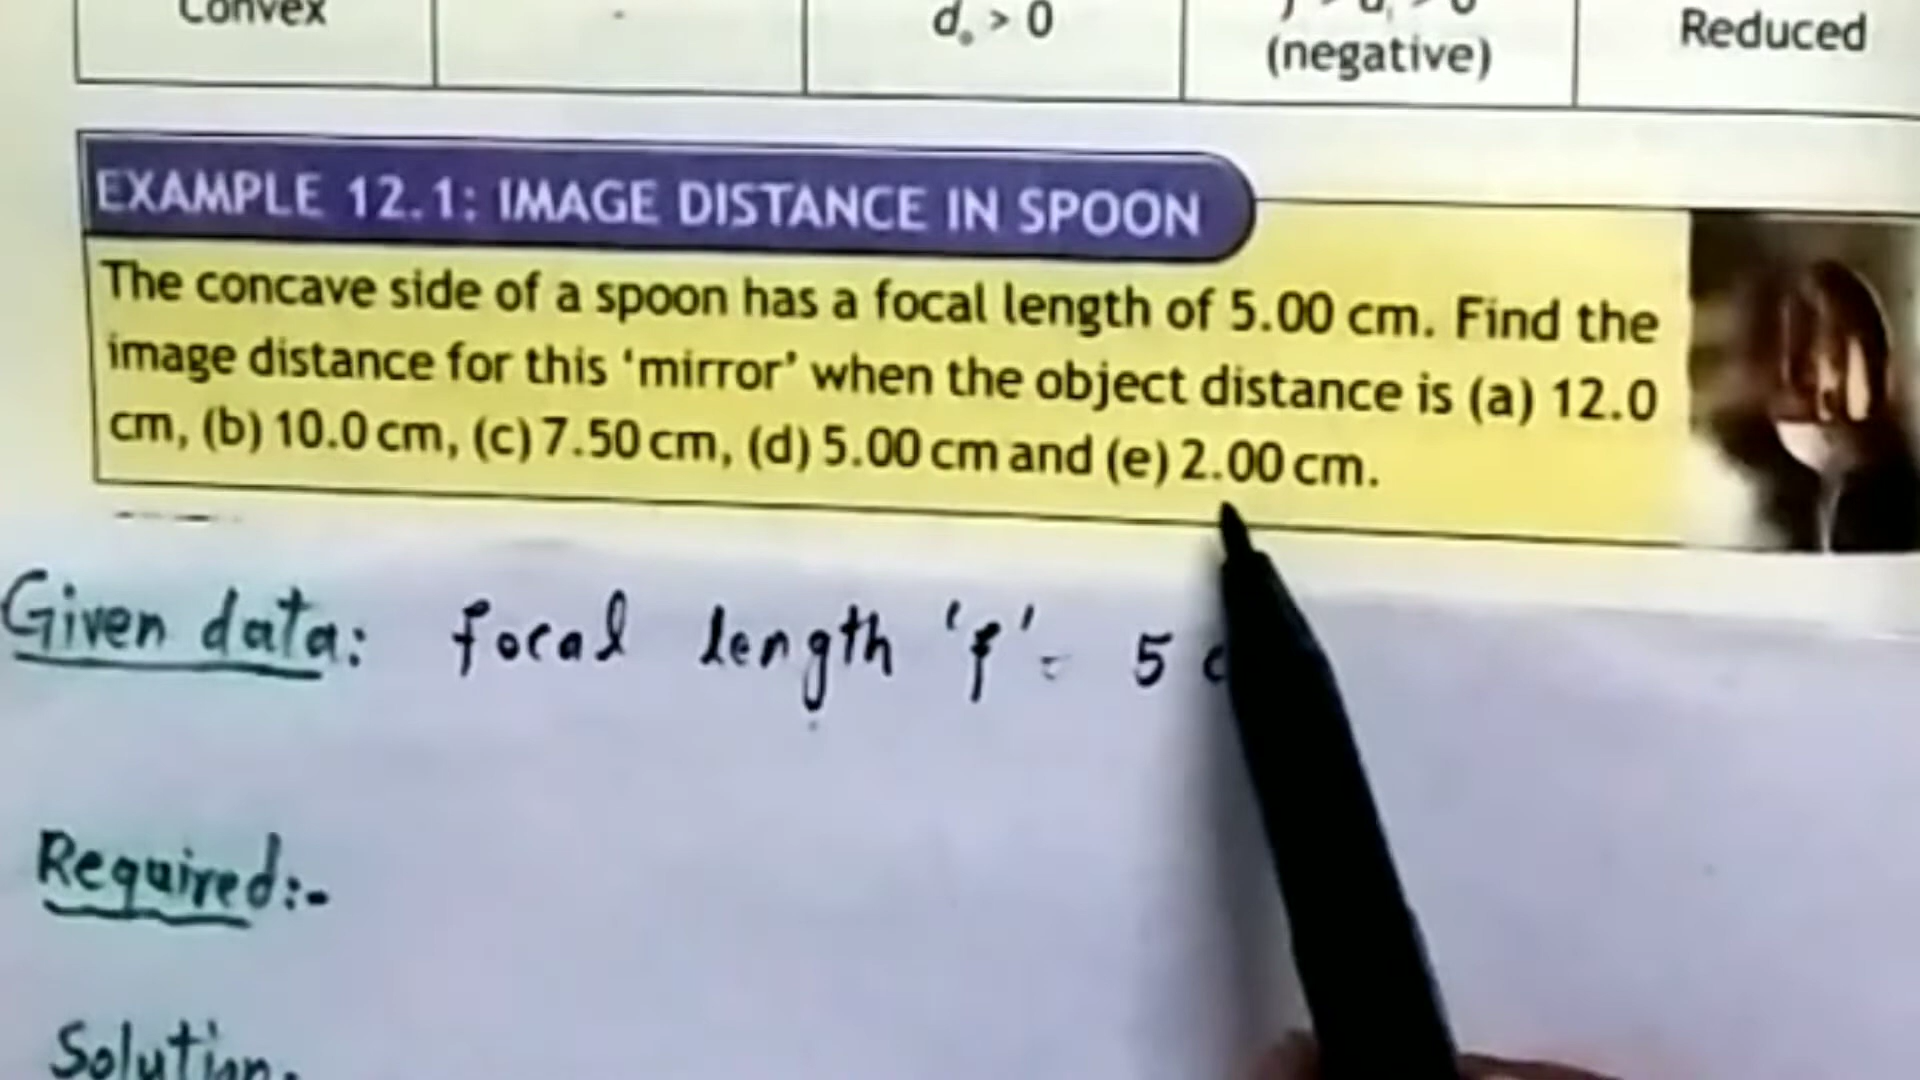 Convex
d₀ > 0
(negative)
Reduced
EXAMPLE 12.1: IMAGE DISTANCE IN SPOON
The concave side of a spoon has a focal length of 5.00 cm. Find the
image distance for this ‘mirror’ when the object distance is (a) 12.0
cm, (b) 10.0 cm, (c) 7.50 cm, (d) 5.00 cm and (e) 2.00 cm.
Given data: focal length 'f' = 5
Required:-
Solution